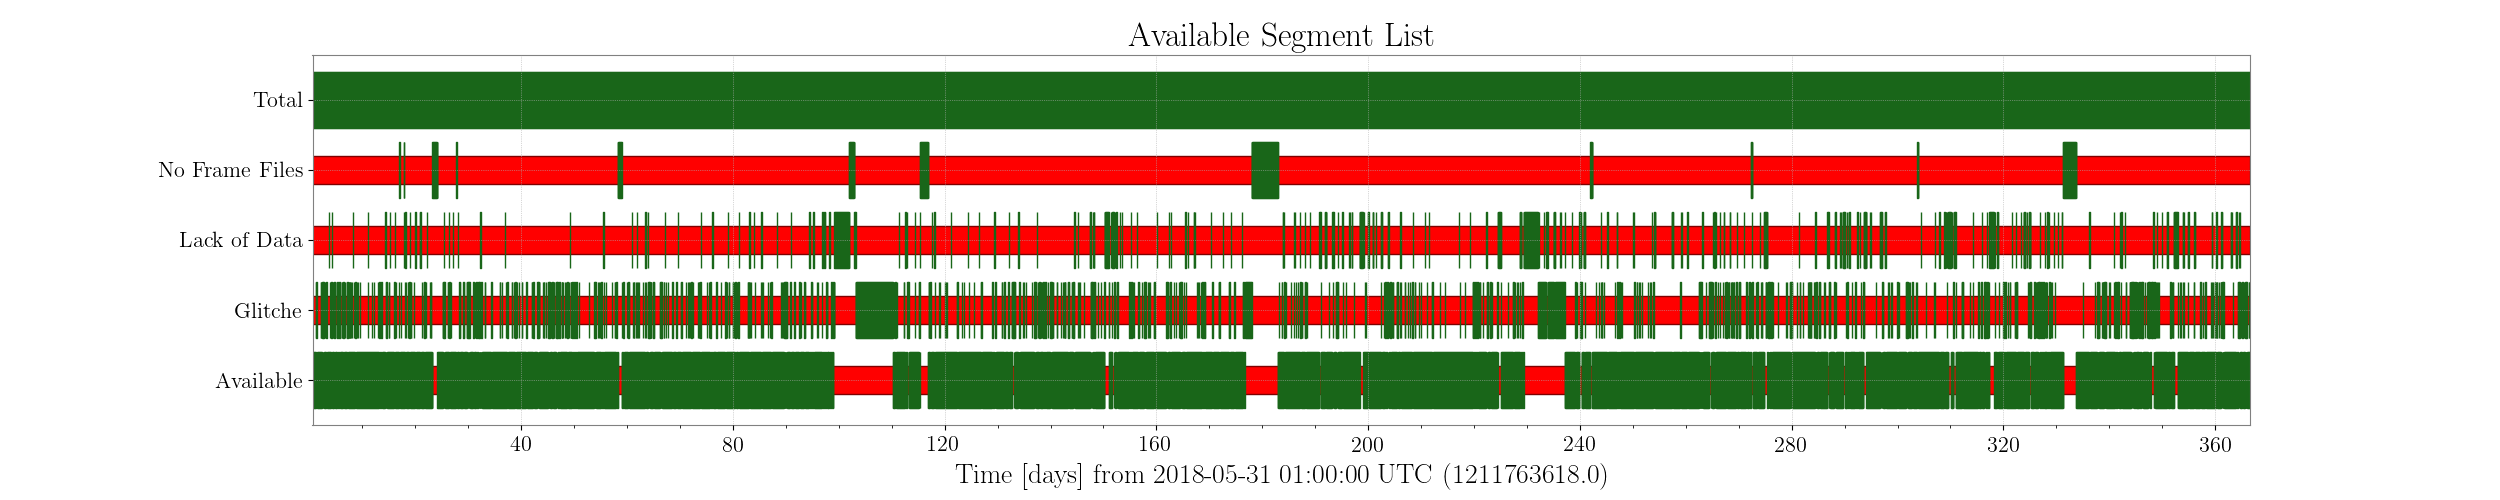 Available Segment List
Total
No Frame Files
Lack of Data
Glitche
Available
40 80 120 160 200 240 280 320 360
Time [days] from 2018-05-31 01:00:00 UTC (1211763618.0)